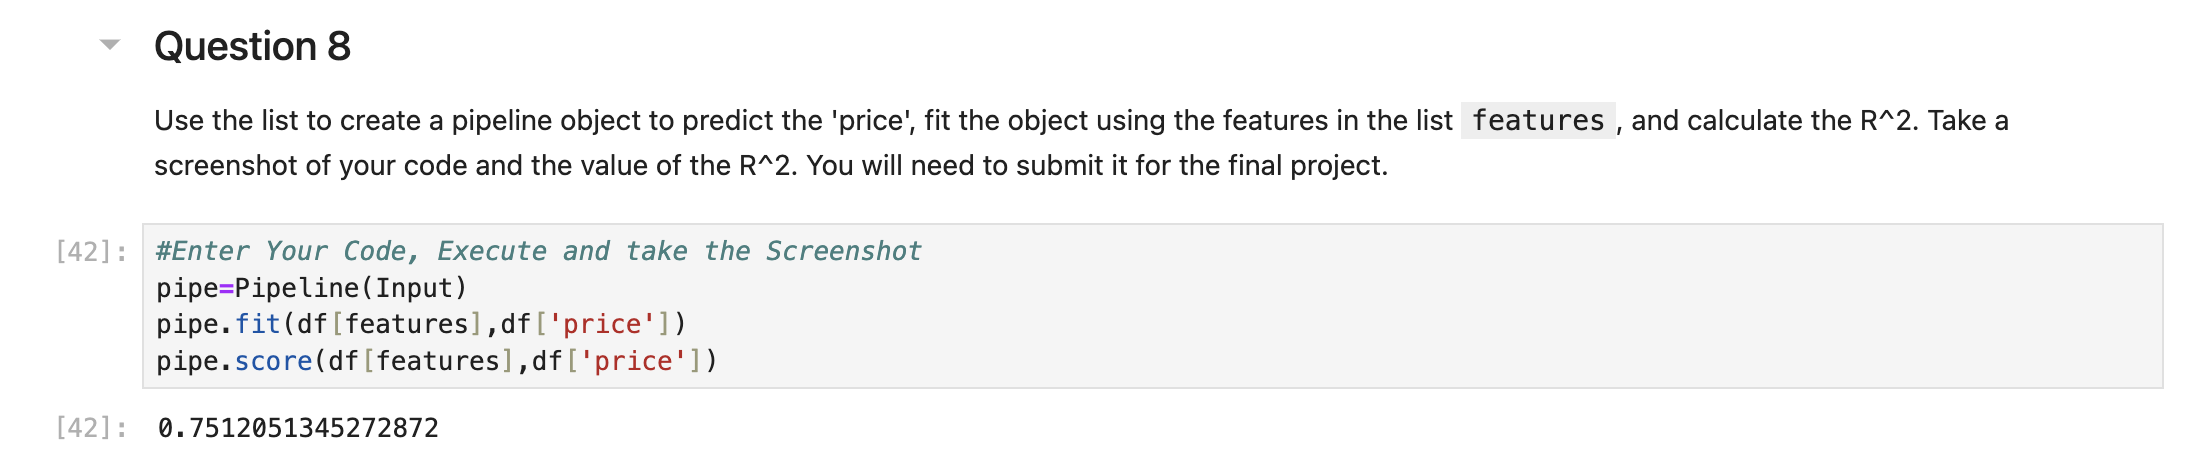 Question 8
Use the list to create a pipeline object to predict the 'price', fit the object using the features in the list features , and calculate the R^2. Take a
screenshot of your code and the value of the R^2. You will need to submit it for the final project.
[42]: #Enter Your Code, Execute and take the Screenshot
pipe=Pipeline(Input)
pipe.fit(df[features],df['price'])
pipe.score(df[features],df['price'])
[42]: 0.7512051345272872